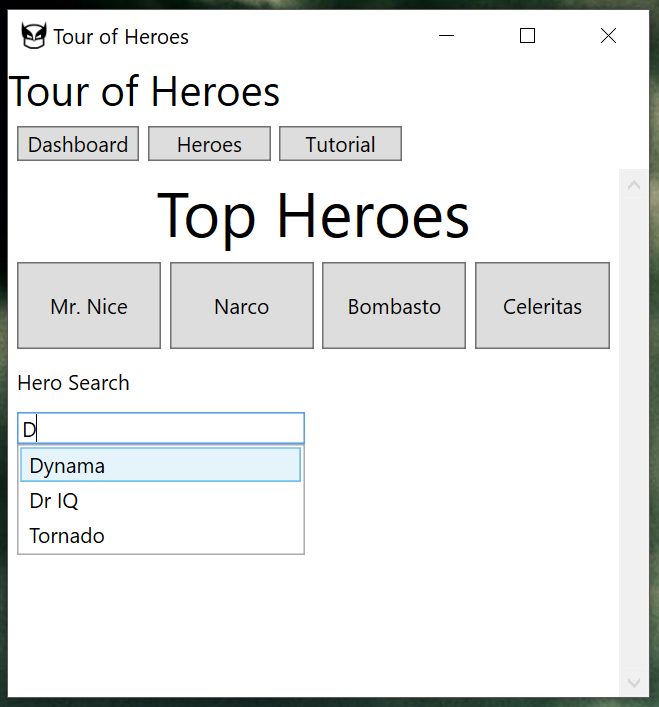 Tour of Heroes
Tour of Heroes
Dashboard Heroes Tutorial
Top Heroes
Mr. Nice Narco Bombasto Celeritas
Hero Search
D
Dynama
Dr IQ
Tornado